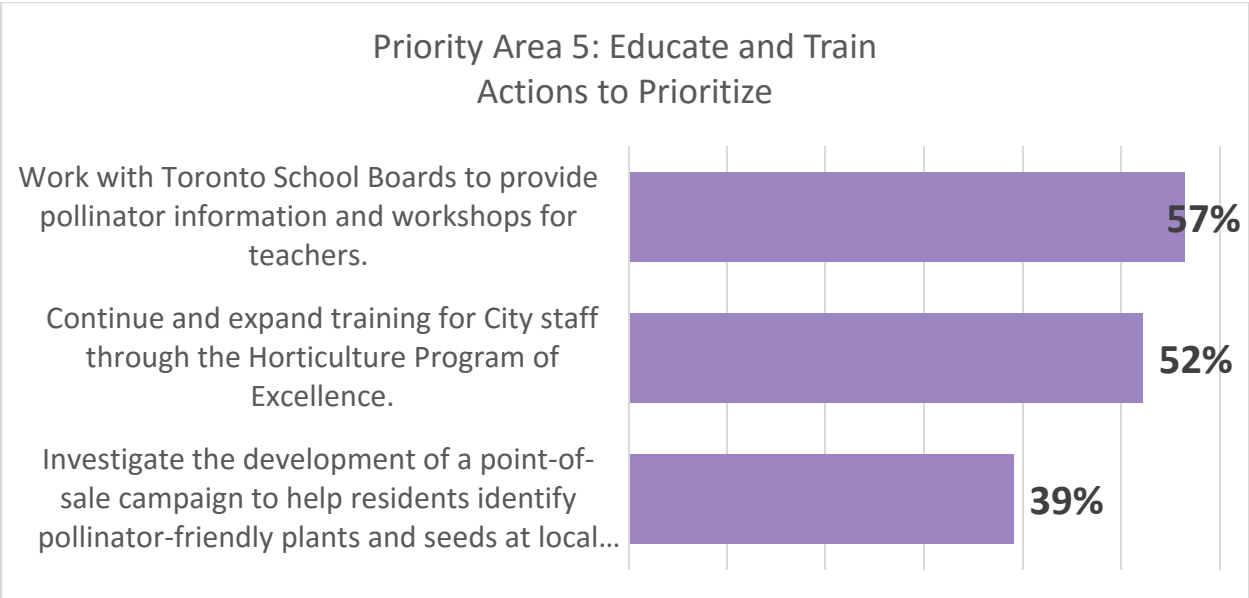 Priority Area 5: Educate and Train
Actions to Prioritize
Work with Toronto School Boards to provide
pollinator information and workshops for
teachers.
57%
Continue and expand training for City staff
through the Horticulture Program of
Excellence.
52%
Investigate the development of a point-of-
sale campaign to help residents identify
pollinator-friendly plants and seeds at local…
39%